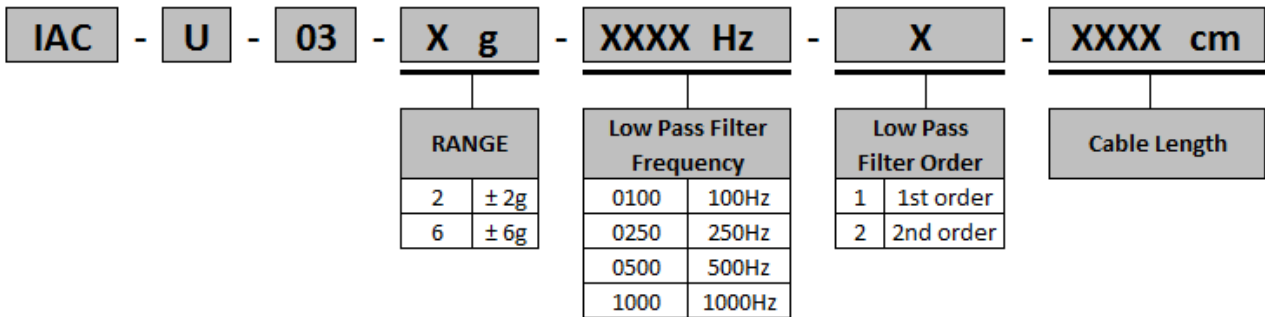 IAC - U - 03 - X g - XXXX Hz - X - XXXX cm
RANGE
2 ± 2g
6 ± 6g
Low Pass Filter
Frequency
0100 100Hz
0250 250Hz
0500 500Hz
1000 1000Hz
Low Pass
Filter Order
1 1st order
2 2nd order
Cable Length